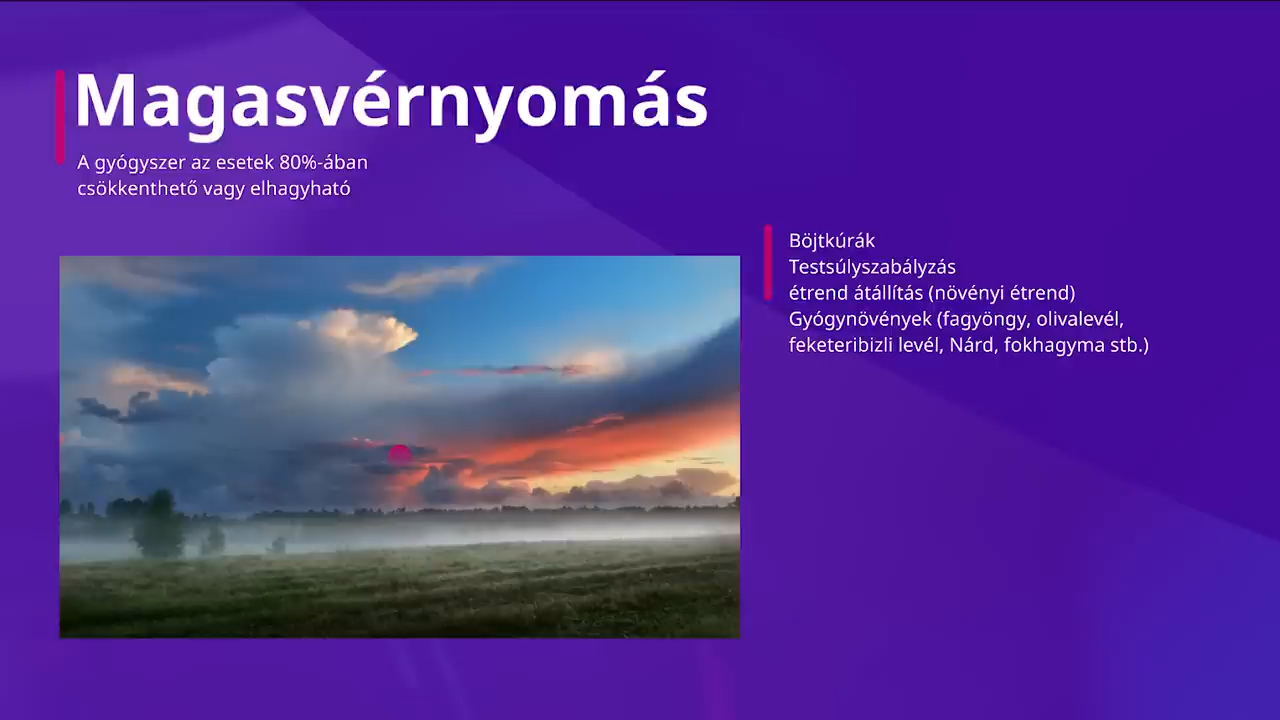 Magasvérnyomás
A gyógyszer az esetek 80%-ában
csökkenthető vagy elhagyható
Böjtkúrák
Testsúlyszabályzás
étrend átállítás (növényi étrend)
Gyógynövények (fagyöngy, olivalevél,
feketeribizli levél, Nárd, fokhagyma stb.)